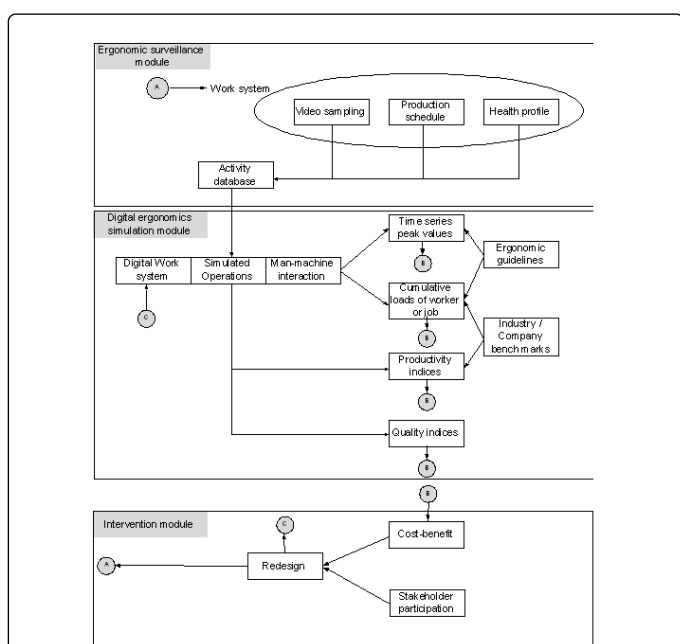 Ergonomic surveillance
module
A
Work system
Video sampling
Production
schedule
Health profile
Activity
database
Digital ergonomics
simulation module
Time series
peak values
B
Ergonomic
guidelines
Digital Work
system
Simulated
Operations
Man-machine
interaction
C
Cumulative
loads of worker
or job
B
Industry /
Company
benchmarks
Productivity
indices
B
Quality indices
B
B
Intervention module
C
Cost-benefit
A
Redesign
Stakeholder
participation